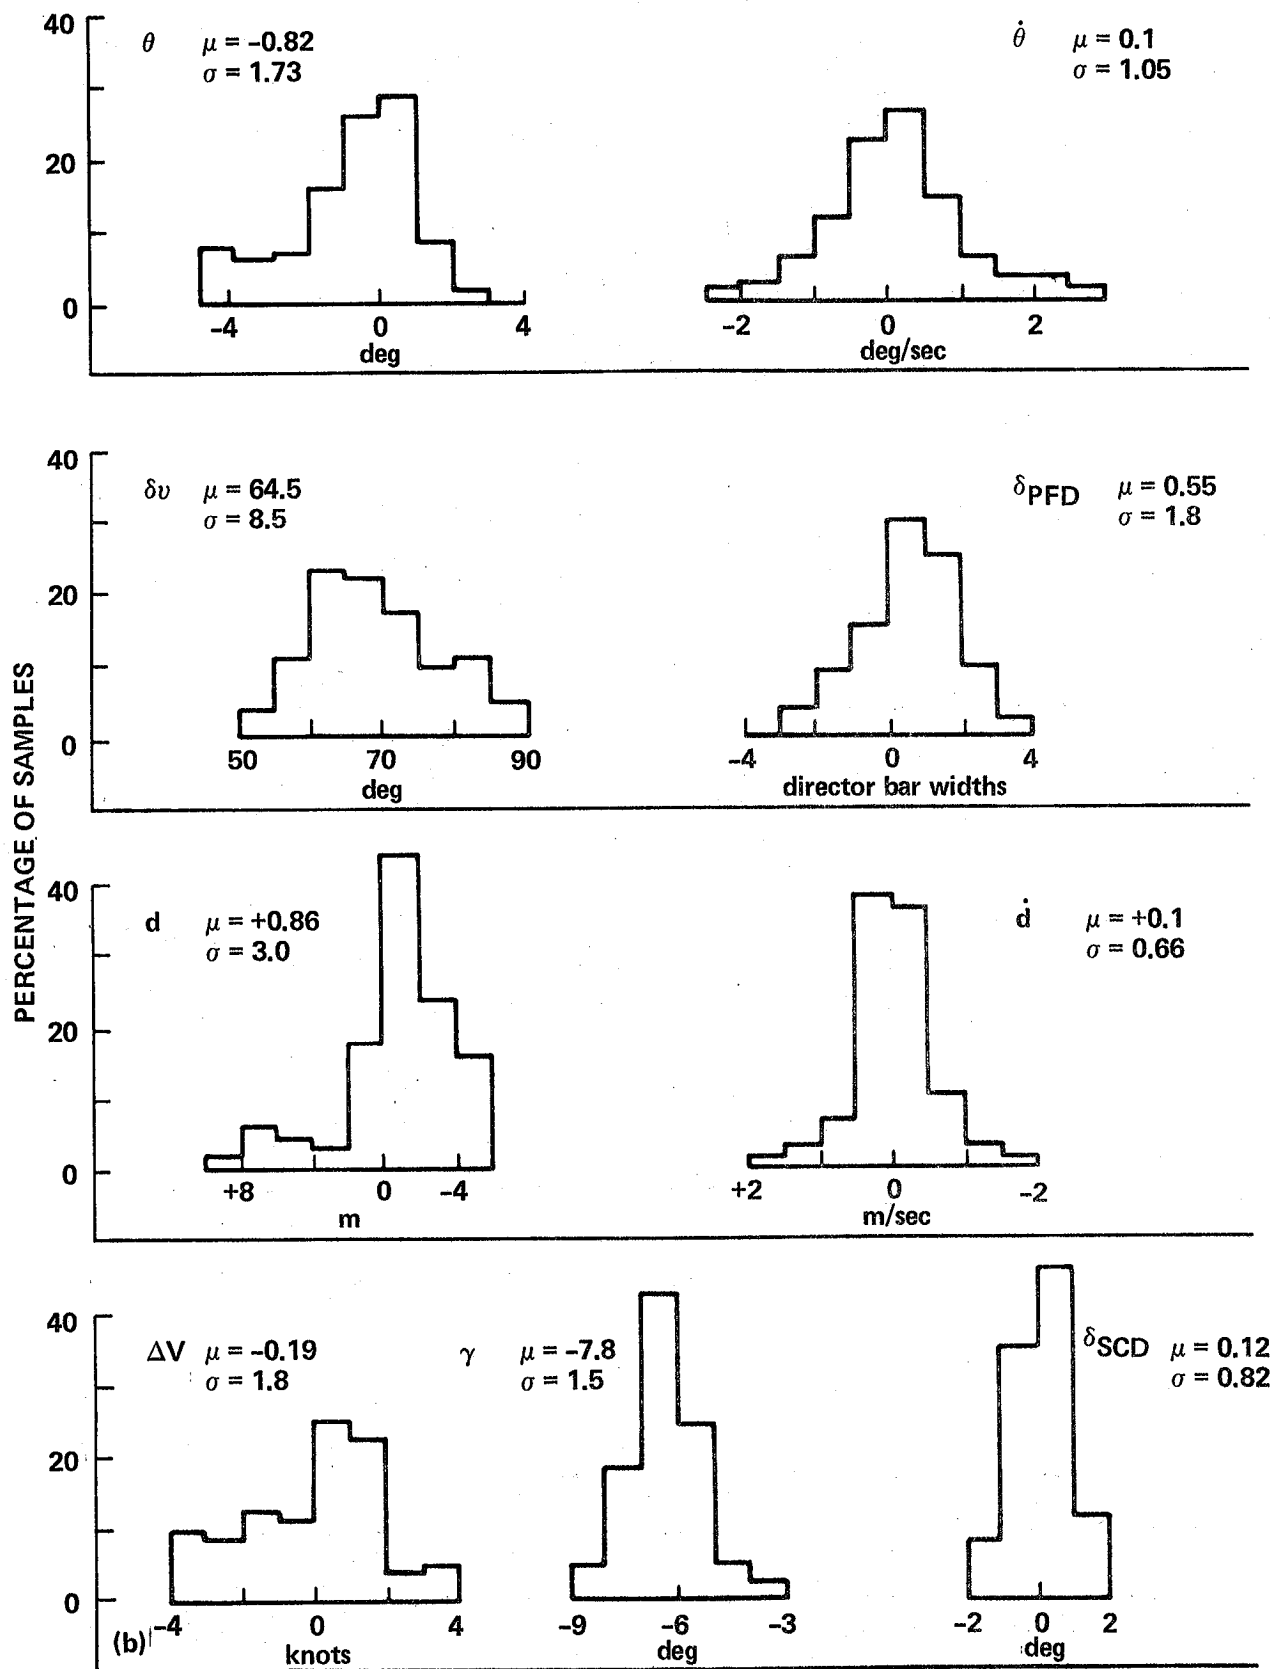 PERCENTAGE OF SAMPLES
40
20
0
θ μ = –0.82
σ = 1.73
–4 0 4
deg
θ̇ μ = 0.1
σ = 1.05
–2 0 2
deg/sec
40
20
0
δυ μ = 64.5
σ = 8.5
50 70 90
deg
δPFD μ = 0.55
σ = 1.8
–4 0 4
director bar widths
40
20
0
d μ = +0.86
σ = 3.0
+8 0 –4
m
ḋ μ = +0.1
σ = 0.66
+2 0 –2
m/sec
40
20
0
ΔV μ = –0.19
σ = 1.8
–4 0 4
knots
γ μ = –7.8
σ = 1.5
–9 –6 –3
deg
δSCD μ = 0.12
σ = 0.82
–2 0 2
deg
(b)